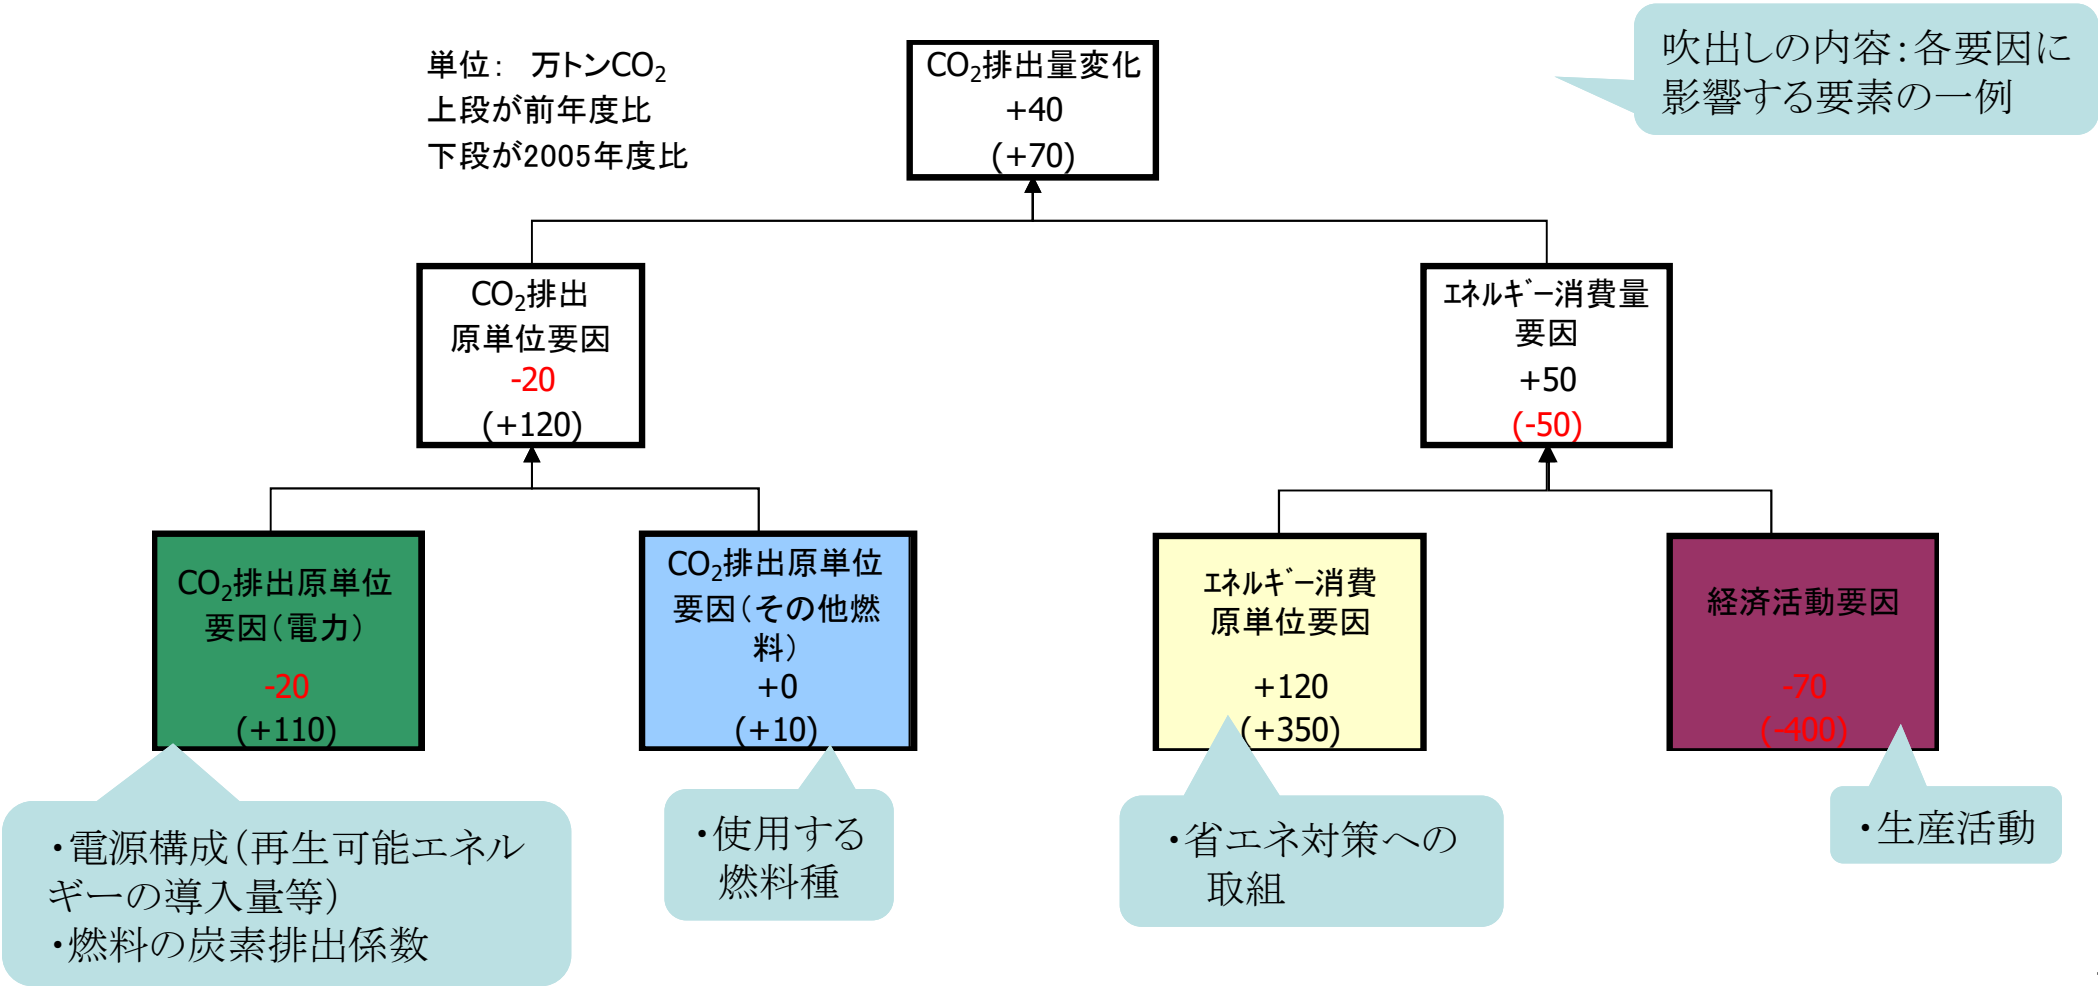 単位： 万トンCO₂
上段が前年度比
下段が2005年度比
CO₂排出量変化
+40
(+70)
吹出しの内容：各要因に
影響する要素の一例
CO₂排出
原単位要因
-20
(+120)
ｴﾈﾙｷﾞｰ消費量
要因
+50
(-50)
CO₂排出原単位
要因（電力）
-20
(+110)
CO₂排出原単位
要因（その他燃
料）
+0
(+10)
ｴﾈﾙｷﾞｰ消費
原単位要因
+120
(+350)
経済活動要因
-70
(-400)
・電源構成（再生可能エネル
ギーの導入量等）
・燃料の炭素排出係数
・使用する
燃料種
・省エネ対策への
取組
・生産活動